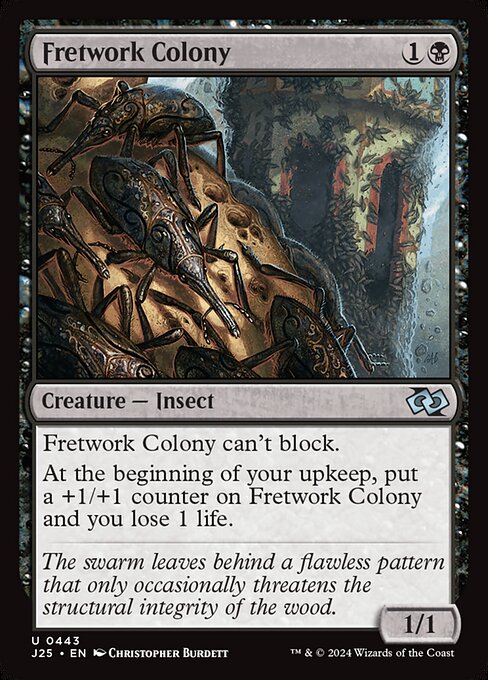 Fretwork Colony 1
Creature — Insect
Fretwork Colony can't block.
At the beginning of your upkeep, put
a +1/+1 counter on Fretwork Colony
and you lose 1 life.
The swarm leaves behind a flawless pattern
that only occasionally threatens the
structural integrity of the wood.
1/1
U 0443
J25 • EN Christopher Burdett
™ & © 2024 Wizards of the Coast